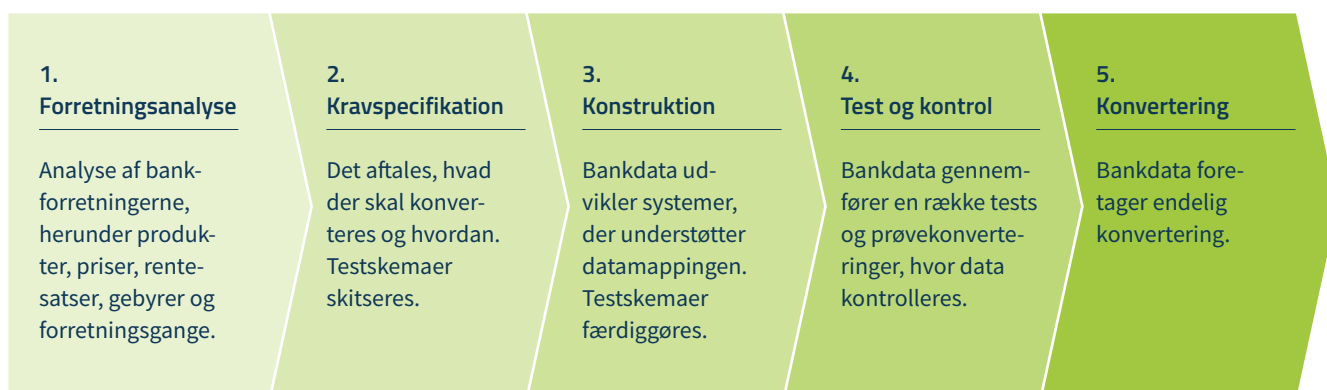 1.
Forretningsanalyse
Analyse af bank-
forretningerne,
herunder produk-
ter, priser, rente-
satser, gebyrer og
forretningsgange.
2.
Kravspecifikation
Det aftales, hvad
der skal konver-
teres og hvordan.
Testskemaer
skitseres.
3.
Konstruktion
Bankdata ud-
vikler systemer,
der understøtter
datamappingen.
Testskemaer
færdiggøres.
4.
Test og kontrol
Bankdata gennem-
fører en række tests
og prøvekonverte-
ringer, hvor data
kontrolleres.
5.
Konvertering
Bankdata fore-
tager endelig
konvertering.